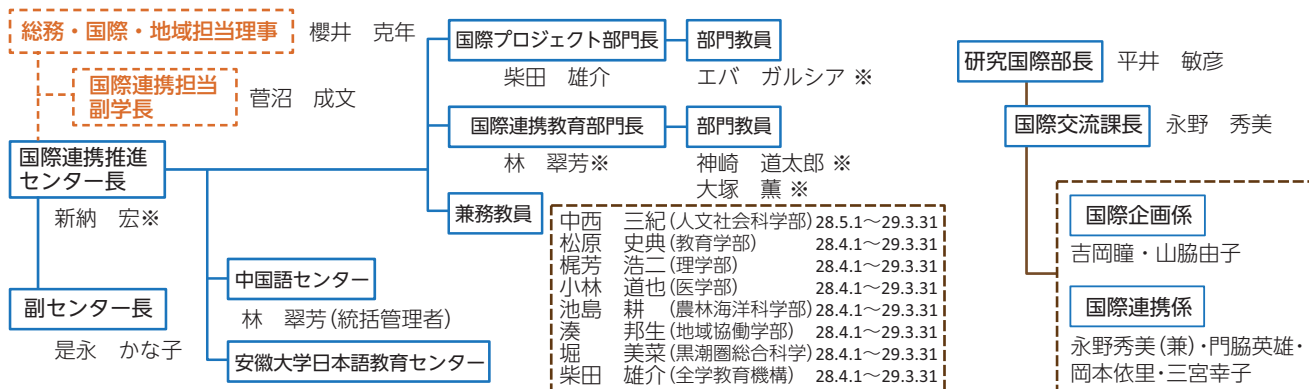 総務・国際・地域担当理事　櫻井　克年
国際連携担当
副学長
菅沼　成文
国際連携推進
センター長
新納　宏※
副センター長
是永　かな子
中国語センター
林　翠芳(統括管理者)
安徽大学日本語教育センター
国際プロジェクト部門長
柴田　雄介
部門教員
エバ　ガルシア ※
国際連携教育部門長
林　翠芳※
部門教員
神崎　道太郎 ※
大塚　薫 ※
兼務教員
中西　三紀(人文社会科学部) 28.5.1～29.3.31
松原　史典(教育学部) 28.4.1～29.3.31
梶芳　浩二(理学部) 28.4.1～29.3.31
小林　道也(医学部) 28.4.1～29.3.31
池島　耕　(農林海洋科学部) 28.4.1～29.3.31
湊　邦生(地域協働学部) 28.4.1～29.3.31
堀　美菜(黒潮圏総合科学) 28.4.1～29.3.31
柴田　雄介(全学教育機構) 28.4.1～29.3.31
研究国際部長　平井　敏彦
国際交流課長　永野　秀美
国際企画係
吉岡瞳・山脇由子
国際連携係
永野秀美(兼)・門脇英雄・
岡本依里・三宮幸子